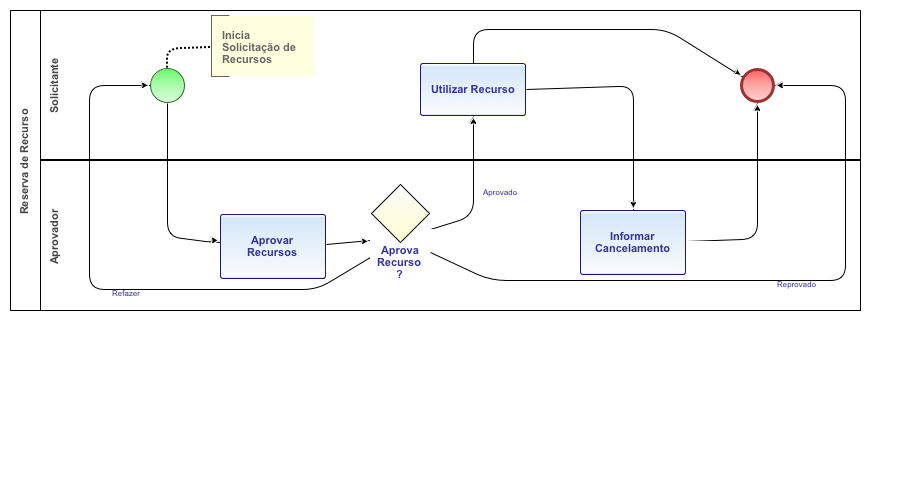 Reserva de Recurso
Solicitante
Inicia
Solicitação de
Recursos
Utilizar Recurso
Aprovador
Aprovar
Recursos
Aprova
Recurso
?
Aprovado
Informar
Cancelamento
Refazer
Reprovado